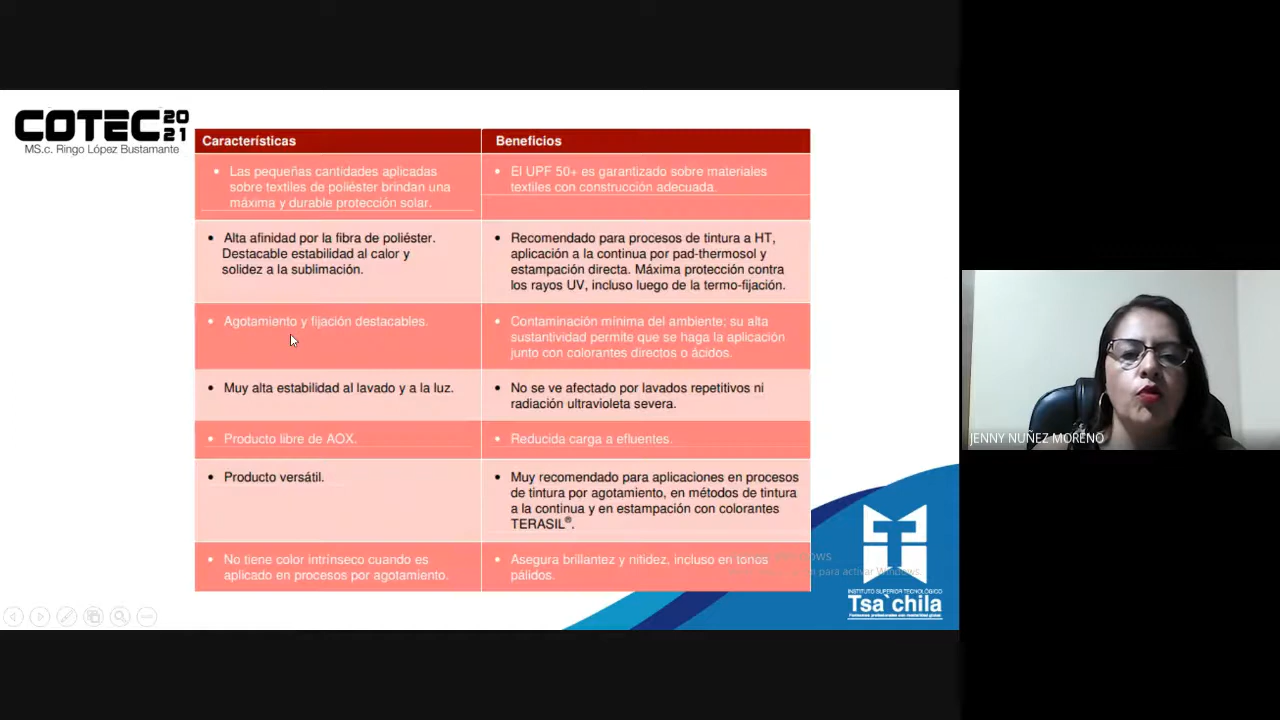 COTEC 20
21
MS.c. Ringo López Bustamante
Características
Beneficios
• Las pequeñas cantidades aplicadas
sobre textiles de poliéster brindan una
máxima y durable protección solar.
• El UPF 50+ es garantizado sobre materiales
textiles con construcción adecuada.
• Alta afinidad por la fibra de poliéster.
Destacable estabilidad al calor y
solidez a la sublimación.
• Recomendado para procesos de tintura a HT,
aplicación a la continua por pad-thermosol y
estampación directa. Máxima protección contra
los rayos UV, incluso luego de la termo-fijación.
• Agotamiento y fijación destacables.
• Contaminación mínima del ambiente; su alta
sustantividad permite que se haga la aplicación
junto con colorantes directos o ácidos.
• Muy alta estabilidad al lavado y a la luz.
• No se ve afectado por lavados repetitivos ni
radiación ultravioleta severa.
• Producto libre de AOX.
• Reducida carga a efluentes.
• Producto versátil.
• Muy recomendado para aplicaciones en procesos
de tintura por agotamiento, en métodos de tintura
a la continua y en estampación con colorantes
TERASIL®.
• No tiene color intrínseco cuando es
aplicado en procesos por agotamiento.
• Asegura brillantez y nitidez, incluso en tonos
pálidos.
para activar Windows.
INSTITUTO SUPERIOR TECNOLÓGICO
Tsa`chila
JENNY NUÑEZ MORENO